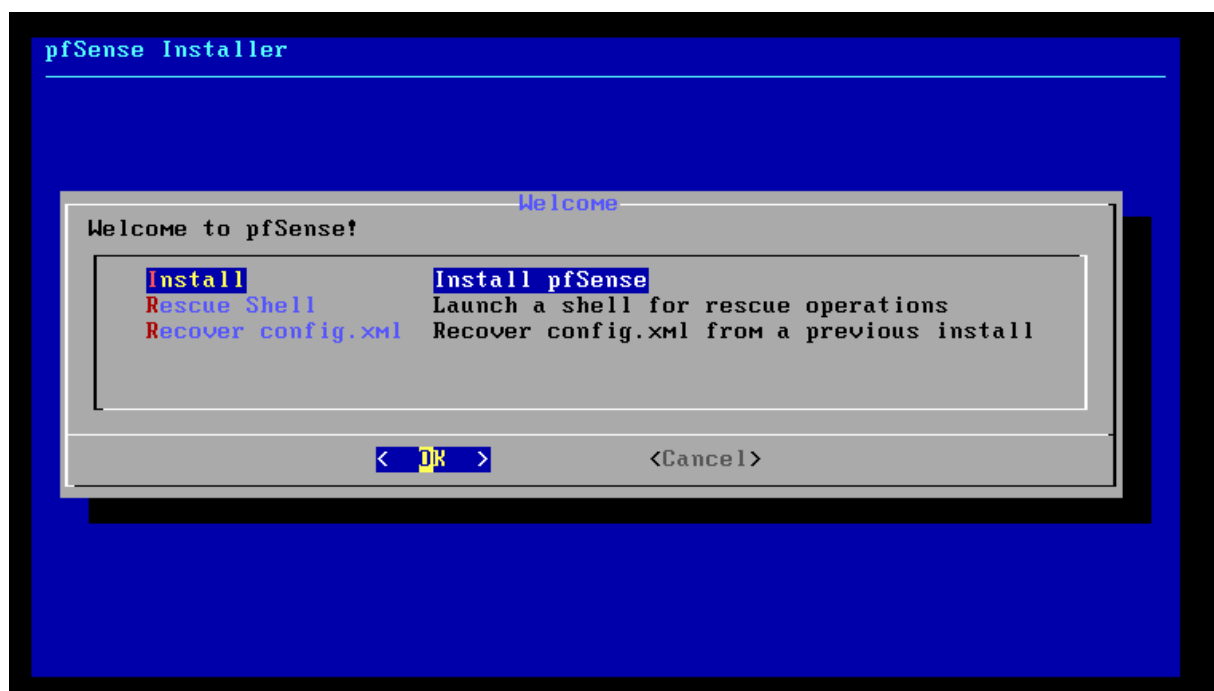 pfSense Installer
Welcome
Welcome to pfSense!
Install Install pfSense
Rescue Shell Launch a shell for rescue operations
Recover config.xml Recover config.xml from a previous install
< OK > <Cancel>